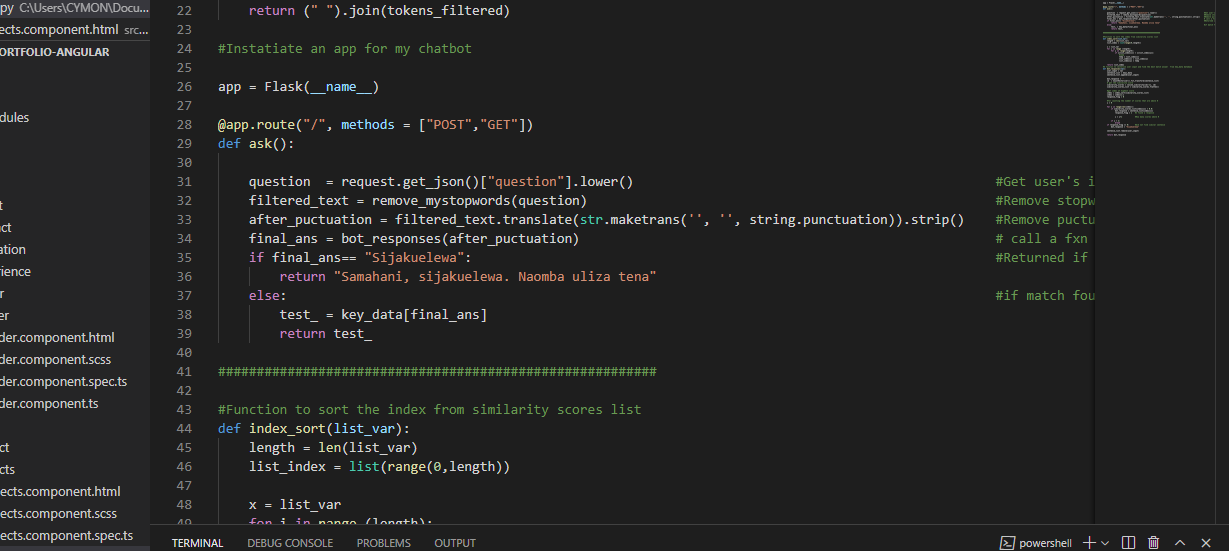 py C:\Users\CYMON\Docu...
ects.component.html src...
ORTFOLIO-ANGULAR
dules
t
ct
ation
rience
r
er
der.component.html
der.component.scss
der.component.spec.ts
der.component.ts
ct
cts
ects.component.html
ects.component.scss
ects.component.spec.ts
22 return (" ").join(tokens_filtered)
23
24 #Instatiate an app for my chatbot
25
26 app = Flask(__name__)
27
28 @app.route("/", methods = ["POST","GET"])
29 def ask():
30
31 question  = request.get_json()["question"].lower() #Get user's i
32 filtered_text = remove_mystopwords(question) #Remove stopw
33 after_puctuation = filtered_text.translate(str.maketrans('', '', string.punctuation)).strip() #Remove puctu
34 final_ans = bot_responses(after_puctuation) # call a fxn
35 if final_ans== "Sijakuelewa": #Returned if
36 return "Samahani, sijakuelewa. Naomba uliza tena"
37 else: #if match fou
38 test_ = key_data[final_ans]
39 return test_
40
41 #########################################################
42
43 #Function to sort the index from similarity scores list
44 def index_sort(list_var):
45 length = len(list_var)
46 list_index = list(range(0,length))
47
48 x = list_var
49 for i in range (length):
TERMINAL DEBUG CONSOLE PROBLEMS OUTPUT powershell